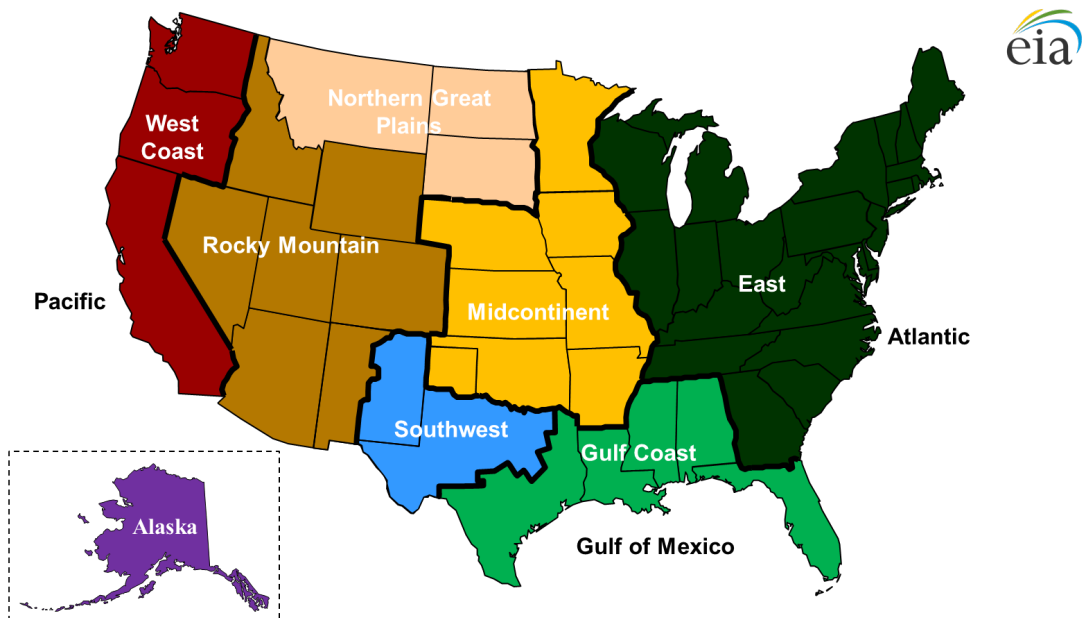 eia
Northern Great
Plains
West
Coast
Rocky Mountain
East
Pacific
Midcontinent
Atlantic
Southwest
Gulf Coast
Alaska
Gulf of Mexico